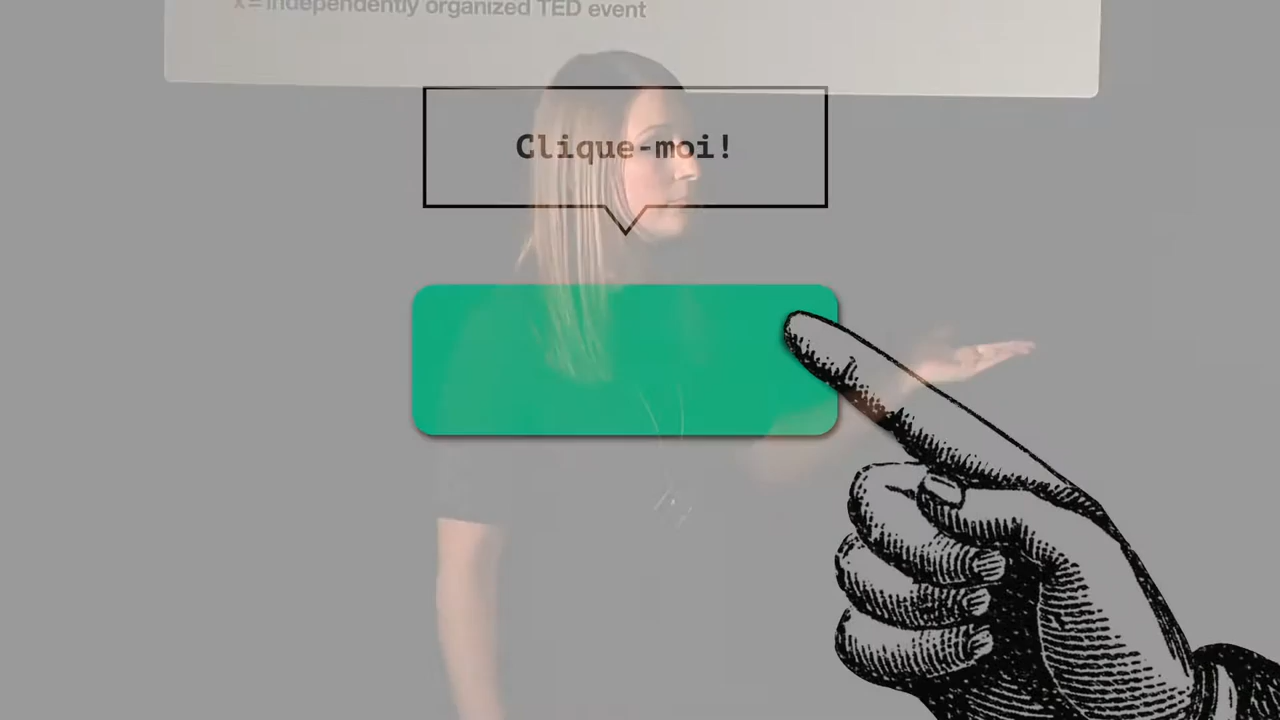 x = independently organized TED event
Clique-moi!